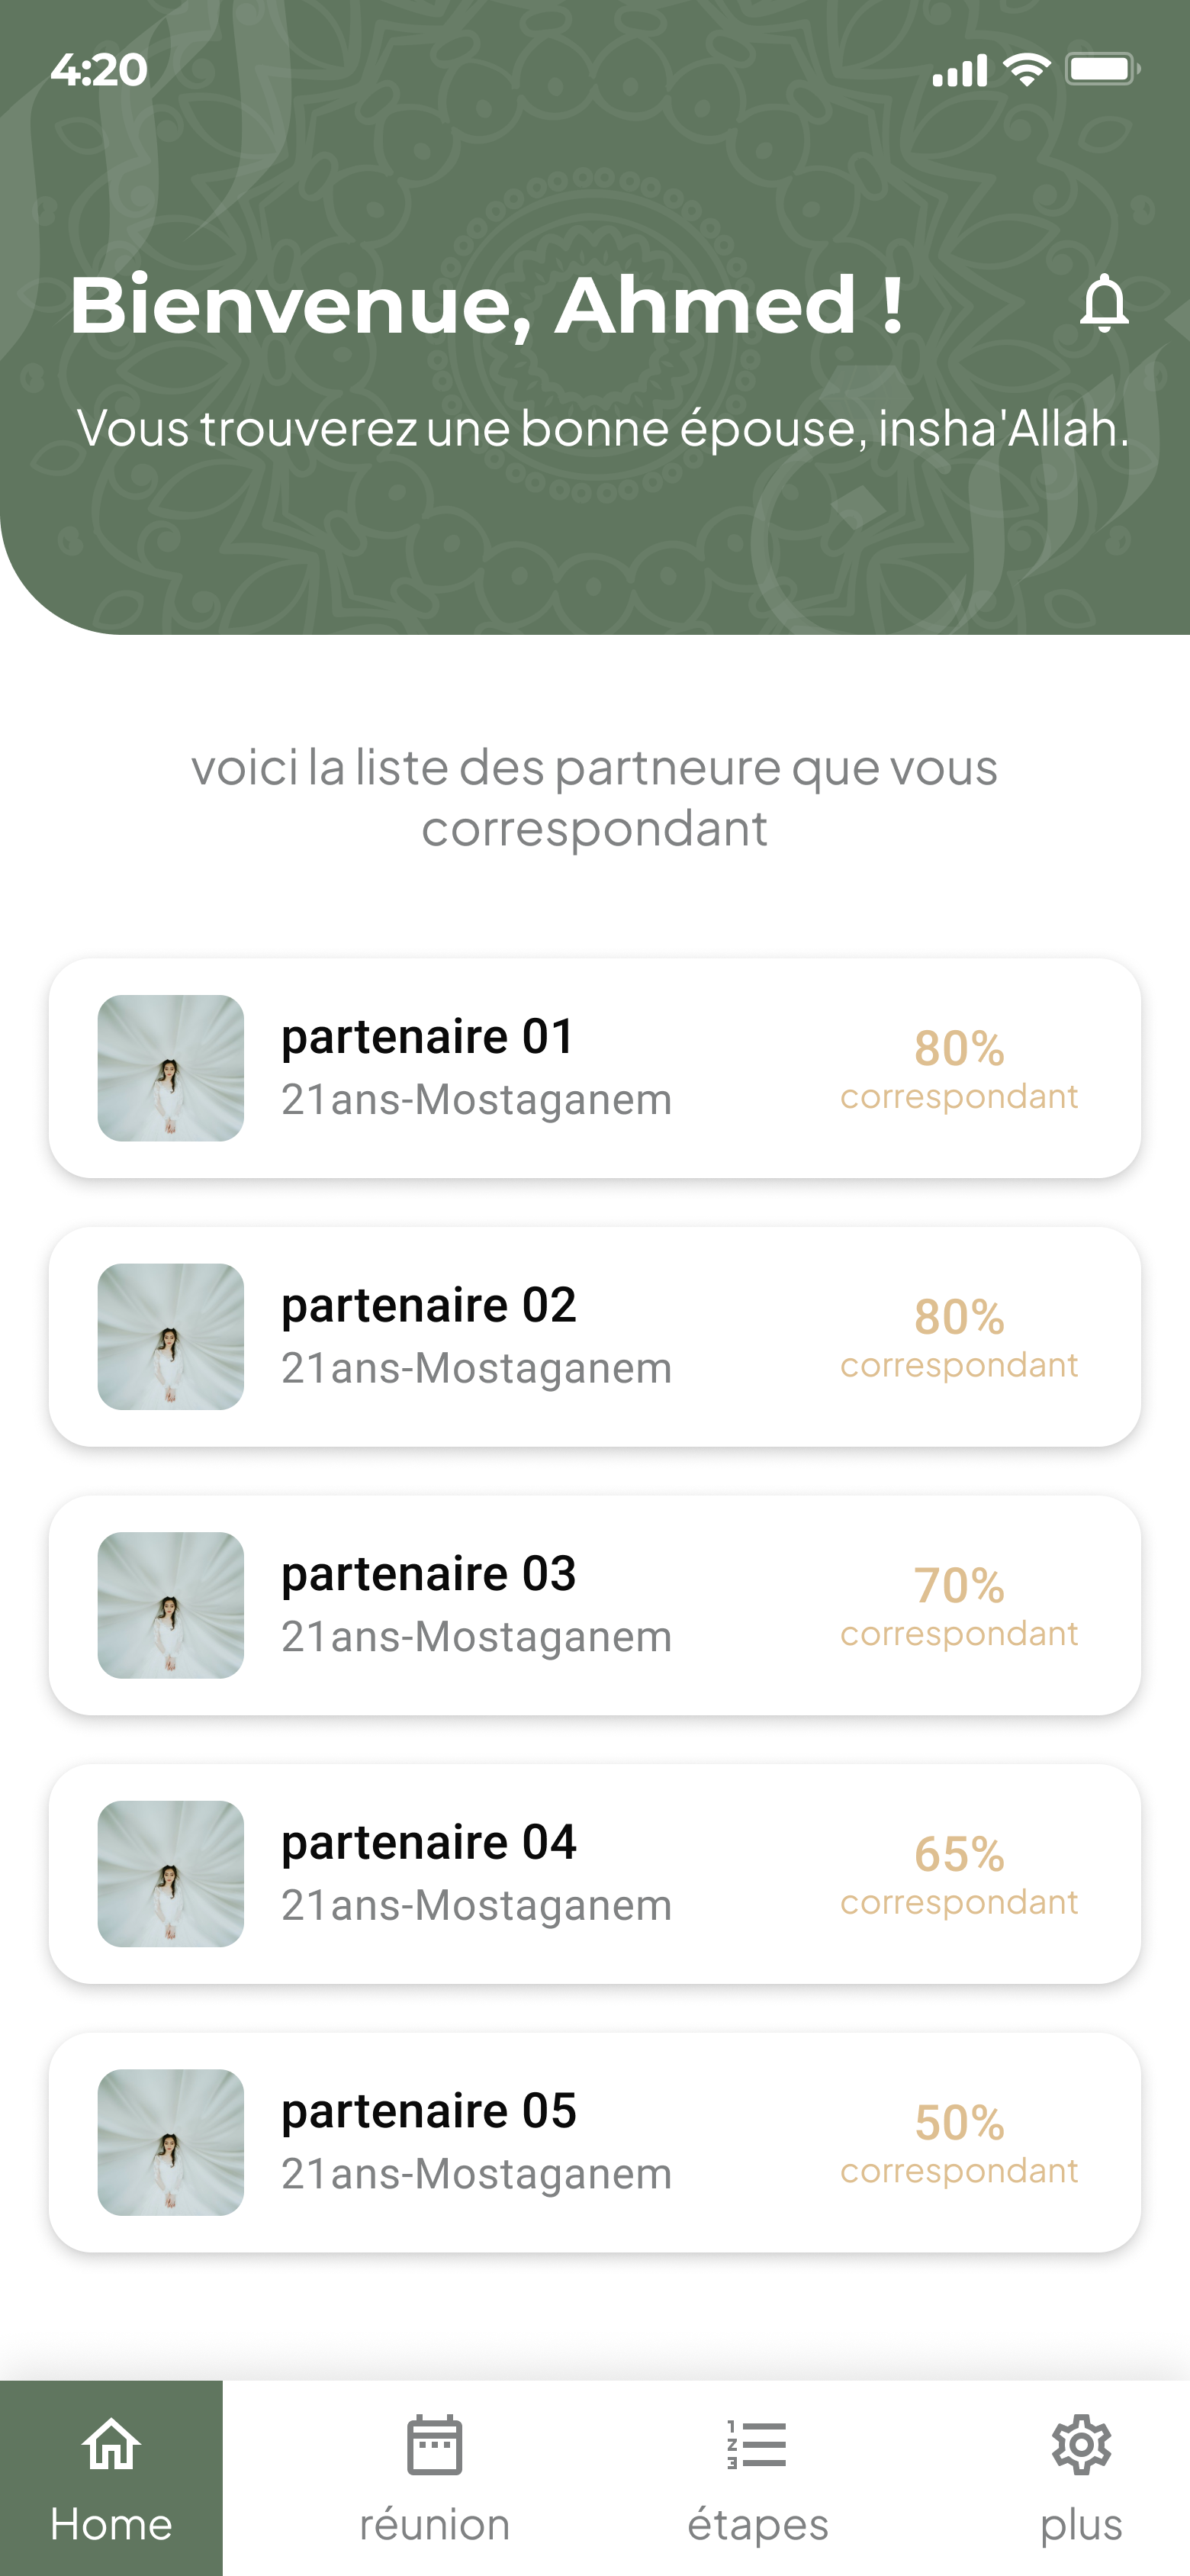 4:20
Bienvenue, Ahmed !
Vous trouverez une bonne épouse, insha'Allah.
voici la liste des partneure que vous
correspondant
partenaire 01
21ans-Mostaganem
80%
correspondant
partenaire 02
21ans-Mostaganem
80%
correspondant
partenaire 03
21ans-Mostaganem
70%
correspondant
partenaire 04
21ans-Mostaganem
65%
correspondant
partenaire 05
21ans-Mostaganem
50%
correspondant
Home
réunion
étapes
plus